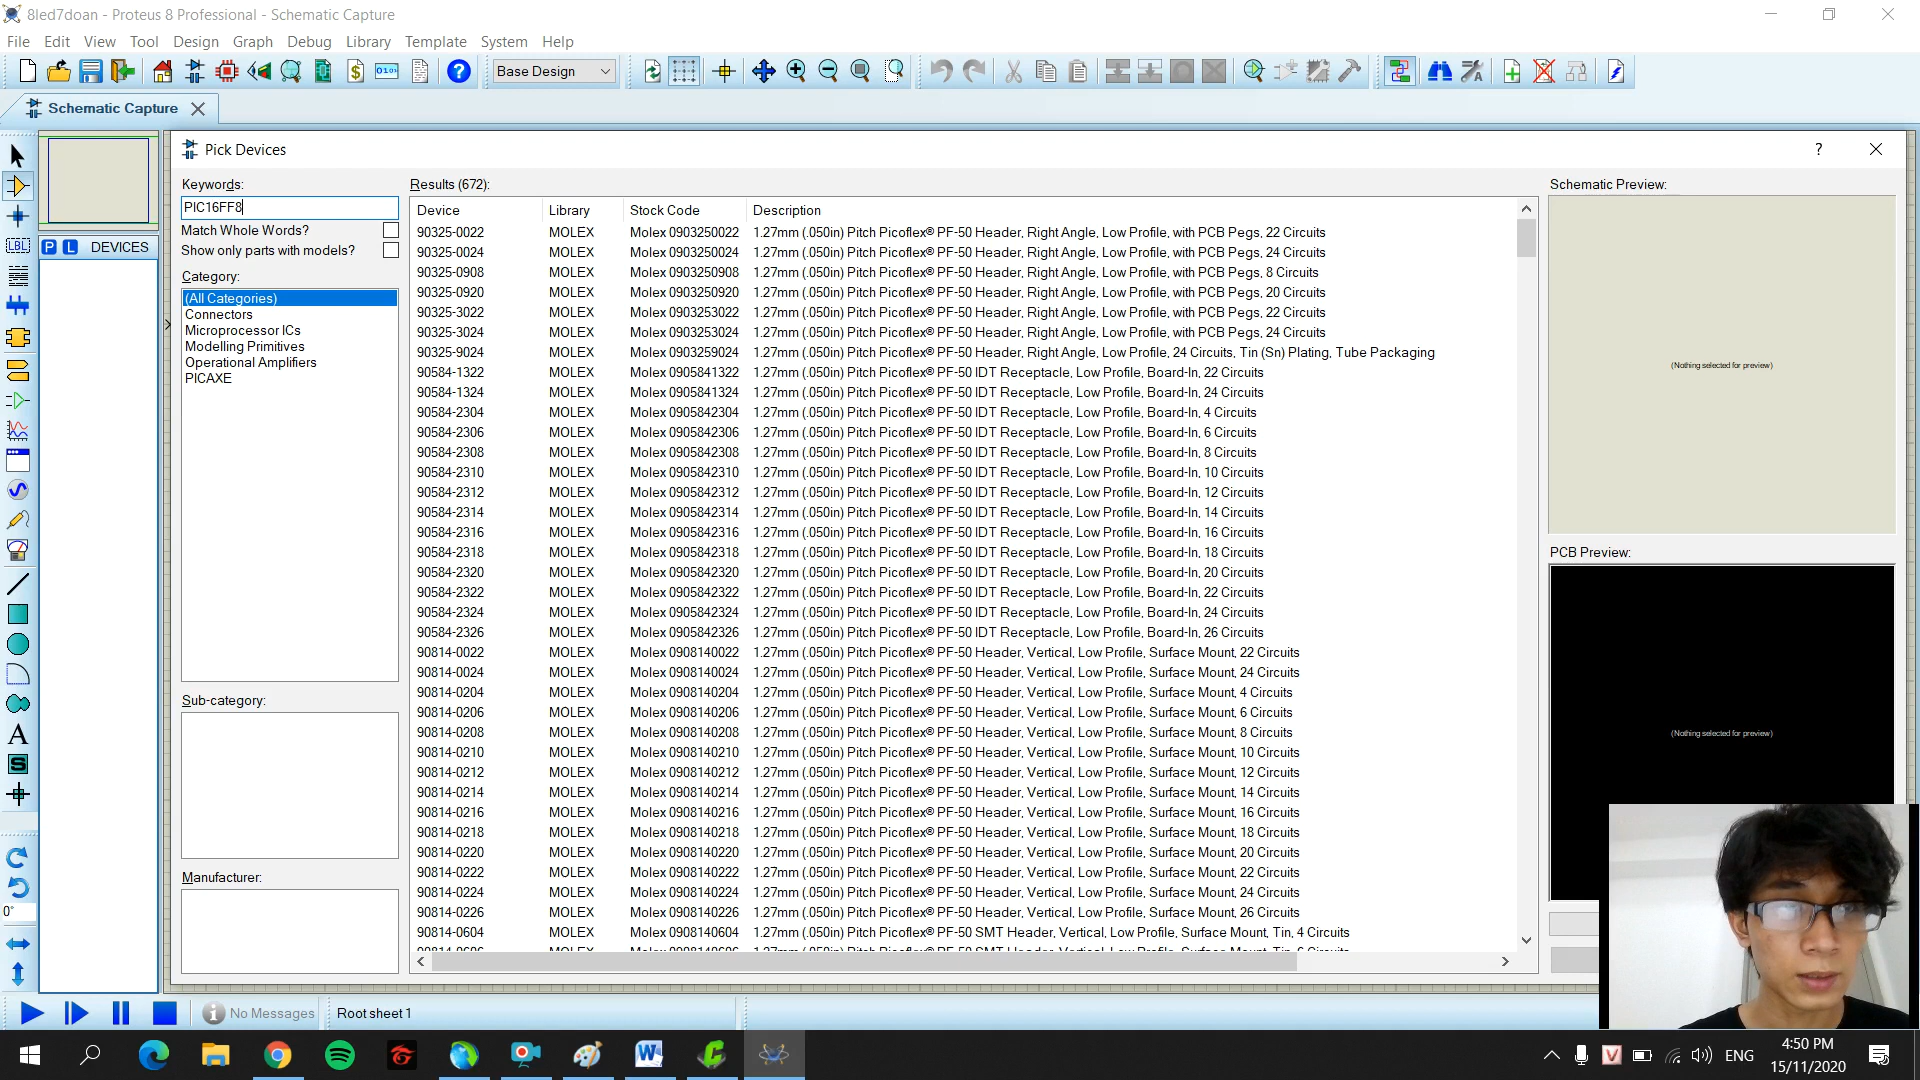 8led7doan - Proteus 8 Professional - Schematic Capture
File Edit View Tool Design Graph Debug Library Template System Help
Base Design
Schematic Capture
Pick Devices
?
Keywords:
PIC16FF8
Match Whole Words?
Show only parts with models?
Category:
(All Categories)
Connectors
Microprocessor ICs
Modelling Primitives
Operational Amplifiers
PICAXE
Sub-category:
Manufacturer:
P L DEVICES
LBL
A
S
0°
Results (672):
Device Library Stock Code Description
90325-0022 MOLEX Molex 0903250022 1.27mm (.050in) Pitch Picoflex® PF-50 Header, Right Angle, Low Profile, with PCB Pegs, 22 Circuits
90325-0024 MOLEX Molex 0903250024 1.27mm (.050in) Pitch Picoflex® PF-50 Header, Right Angle, Low Profile, with PCB Pegs, 24 Circuits
90325-0908 MOLEX Molex 0903250908 1.27mm (.050in) Pitch Picoflex® PF-50 Header, Right Angle, Low Profile, with PCB Pegs, 8 Circuits
90325-0920 MOLEX Molex 0903250920 1.27mm (.050in) Pitch Picoflex® PF-50 Header, Right Angle, Low Profile, with PCB Pegs, 20 Circuits
90325-3022 MOLEX Molex 0903253022 1.27mm (.050in) Pitch Picoflex® PF-50 Header, Right Angle, Low Profile, with PCB Pegs, 22 Circuits
90325-3024 MOLEX Molex 0903253024 1.27mm (.050in) Pitch Picoflex® PF-50 Header, Right Angle, Low Profile, with PCB Pegs, 24 Circuits
90325-9024 MOLEX Molex 0903259024 1.27mm (.050in) Pitch Picoflex® PF-50 Header, Right Angle, Low Profile, 24 Circuits, Tin (Sn) Plating, Tube Packaging
90584-1322 MOLEX Molex 0905841322 1.27mm (.050in) Pitch Picoflex® PF-50 IDT Receptacle, Low Profile, Board-In, 22 Circuits
90584-1324 MOLEX Molex 0905841324 1.27mm (.050in) Pitch Picoflex® PF-50 IDT Receptacle, Low Profile, Board-In, 24 Circuits
90584-2304 MOLEX Molex 0905842304 1.27mm (.050in) Pitch Picoflex® PF-50 IDT Receptacle, Low Profile, Board-In, 4 Circuits
90584-2306 MOLEX Molex 0905842306 1.27mm (.050in) Pitch Picoflex® PF-50 IDT Receptacle, Low Profile, Board-In, 6 Circuits
90584-2308 MOLEX Molex 0905842308 1.27mm (.050in) Pitch Picoflex® PF-50 IDT Receptacle, Low Profile, Board-In, 8 Circuits
90584-2310 MOLEX Molex 0905842310 1.27mm (.050in) Pitch Picoflex® PF-50 IDT Receptacle, Low Profile, Board-In, 10 Circuits
90584-2312 MOLEX Molex 0905842312 1.27mm (.050in) Pitch Picoflex® PF-50 IDT Receptacle, Low Profile, Board-In, 12 Circuits
90584-2314 MOLEX Molex 0905842314 1.27mm (.050in) Pitch Picoflex® PF-50 IDT Receptacle, Low Profile, Board-In, 14 Circuits
90584-2316 MOLEX Molex 0905842316 1.27mm (.050in) Pitch Picoflex® PF-50 IDT Receptacle, Low Profile, Board-In, 16 Circuits
90584-2318 MOLEX Molex 0905842318 1.27mm (.050in) Pitch Picoflex® PF-50 IDT Receptacle, Low Profile, Board-In, 18 Circuits
90584-2320 MOLEX Molex 0905842320 1.27mm (.050in) Pitch Picoflex® PF-50 IDT Receptacle, Low Profile, Board-In, 20 Circuits
90584-2322 MOLEX Molex 0905842322 1.27mm (.050in) Pitch Picoflex® PF-50 IDT Receptacle, Low Profile, Board-In, 22 Circuits
90584-2324 MOLEX Molex 0905842324 1.27mm (.050in) Pitch Picoflex® PF-50 IDT Receptacle, Low Profile, Board-In, 24 Circuits
90584-2326 MOLEX Molex 0905842326 1.27mm (.050in) Pitch Picoflex® PF-50 IDT Receptacle, Low Profile, Board-In, 26 Circuits
90814-0022 MOLEX Molex 0908140022 1.27mm (.050in) Pitch Picoflex® PF-50 Header, Vertical, Low Profile, Surface Mount, 22 Circuits
90814-0024 MOLEX Molex 0908140024 1.27mm (.050in) Pitch Picoflex® PF-50 Header, Vertical, Low Profile, Surface Mount, 24 Circuits
90814-0204 MOLEX Molex 0908140204 1.27mm (.050in) Pitch Picoflex® PF-50 Header, Vertical, Low Profile, Surface Mount, 4 Circuits
90814-0206 MOLEX Molex 0908140206 1.27mm (.050in) Pitch Picoflex® PF-50 Header, Vertical, Low Profile, Surface Mount, 6 Circuits
90814-0208 MOLEX Molex 0908140208 1.27mm (.050in) Pitch Picoflex® PF-50 Header, Vertical, Low Profile, Surface Mount, 8 Circuits
90814-0210 MOLEX Molex 0908140210 1.27mm (.050in) Pitch Picoflex® PF-50 Header, Vertical, Low Profile, Surface Mount, 10 Circuits
90814-0212 MOLEX Molex 0908140212 1.27mm (.050in) Pitch Picoflex® PF-50 Header, Vertical, Low Profile, Surface Mount, 12 Circuits
90814-0214 MOLEX Molex 0908140214 1.27mm (.050in) Pitch Picoflex® PF-50 Header, Vertical, Low Profile, Surface Mount, 14 Circuits
90814-0216 MOLEX Molex 0908140216 1.27mm (.050in) Pitch Picoflex® PF-50 Header, Vertical, Low Profile, Surface Mount, 16 Circuits
90814-0218 MOLEX Molex 0908140218 1.27mm (.050in) Pitch Picoflex® PF-50 Header, Vertical, Low Profile, Surface Mount, 18 Circuits
90814-0220 MOLEX Molex 0908140220 1.27mm (.050in) Pitch Picoflex® PF-50 Header, Vertical, Low Profile, Surface Mount, 20 Circuits
90814-0222 MOLEX Molex 0908140222 1.27mm (.050in) Pitch Picoflex® PF-50 Header, Vertical, Low Profile, Surface Mount, 22 Circuits
90814-0224 MOLEX Molex 0908140224 1.27mm (.050in) Pitch Picoflex® PF-50 Header, Vertical, Low Profile, Surface Mount, 24 Circuits
90814-0226 MOLEX Molex 0908140226 1.27mm (.050in) Pitch Picoflex® PF-50 Header, Vertical, Low Profile, Surface Mount, 26 Circuits
90814-0604 MOLEX Molex 0908140604 1.27mm (.050in) Pitch Picoflex® PF-50 SMT Header, Vertical, Low Profile, Surface Mount, Tin, 4 Circuits
Schematic Preview:
(Nothing selected for preview)
PCB Preview:
(Nothing selected for preview)
No Messages
Root sheet 1
ENG
4:50 PM
15/11/2020